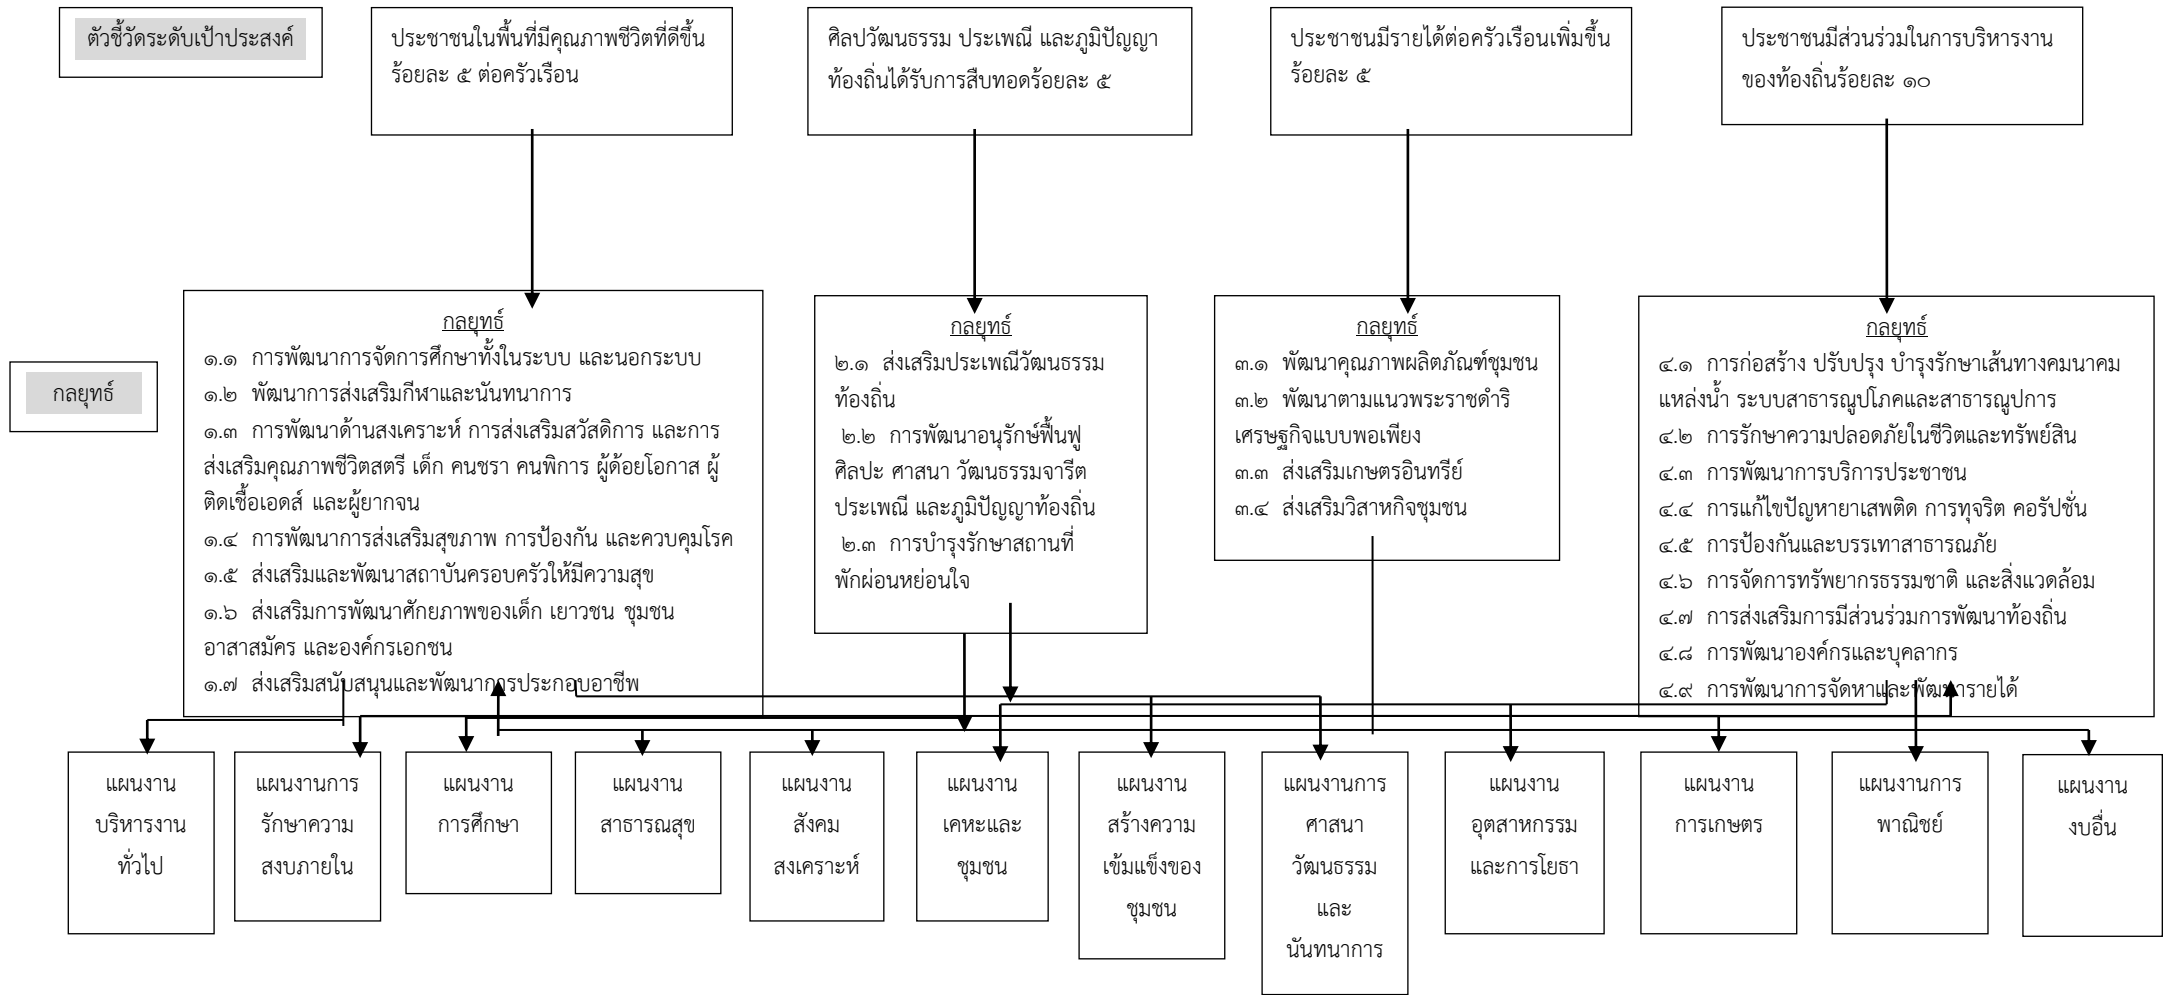 ตัวชี้วัดระดับเป้าประสงค์
ประชาชนในพื้นที่มีคุณภาพชีวิตที่ดีขึ้น
ร้อยละ ๕ ต่อครัวเรือน
ศิลปวัฒนธรรม ประเพณี และภูมิปัญญา
ท้องถิ่นได้รับการสืบทอดร้อยละ ๕
ประชาชนมีรายได้ต่อครัวเรือนเพิ่มขึ้น
ร้อยละ ๕
ประชาชนมีส่วนร่วมในการบริหารงาน
ของท้องถิ่นร้อยละ ๑๐
กลยุทธ์
กลยุทธ์
๑.๑ การพัฒนาการจัดการศึกษาทั้งในระบบ และนอกระบบ
๑.๒ พัฒนาการส่งเสริมกีฬาและนันทนาการ
๑.๓ การพัฒนาด้านสงเคราะห์ การส่งเสริมสวัสดิการ และการ
ส่งเสริมคุณภาพชีวิตสตรี เด็ก คนชรา คนพิการ ผู้ด้อยโอกาส ผู้
ติดเชื้อเอดส์ และผู้ยากจน
๑.๔ การพัฒนาการส่งเสริมสุขภาพ การป้องกัน และควบคุมโรค
๑.๕ ส่งเสริมและพัฒนาสถาบันครอบครัวให้มีความสุข
๑.๖ ส่งเสริมการพัฒนาศักยภาพของเด็ก เยาวชน ชุมชน
อาสาสมัคร และองค์กรเอกชน
๑.๗ ส่งเสริมสนับสนุนและพัฒนาการประกอบอาชีพ
กลยุทธ์
๒.๑ ส่งเสริมประเพณีวัฒนธรรม
ท้องถิ่น
๒.๒ การพัฒนาอนุรักษ์ฟื้นฟู
ศิลปะ ศาสนา วัฒนธรรมจารีต
ประเพณี และภูมิปัญญาท้องถิ่น
๒.๓ การบำรุงรักษาสถานที่
พักผ่อนหย่อนใจ
กลยุทธ์
๓.๑ พัฒนาคุณภาพผลิตภัณฑ์ชุมชน
๓.๒ พัฒนาตามแนวพระราชดำริ
เศรษฐกิจแบบพอเพียง
๓.๓ ส่งเสริมเกษตรอินทรีย์
๓.๔ ส่งเสริมวิสาหกิจชุมชน
กลยุทธ์
๔.๑ การก่อสร้าง ปรับปรุง บำรุงรักษาเส้นทางคมนาคม
แหล่งน้ำ ระบบสาธารณูปโภคและสาธารณูปการ
๔.๒ การรักษาความปลอดภัยในชีวิตและทรัพย์สิน
๔.๓ การพัฒนาการบริการประชาชน
๔.๔ การแก้ไขปัญหายาเสพติด การทุจริต คอรัปชั่น
๔.๕ การป้องกันและบรรเทาสาธารณภัย
๔.๖ การจัดการทรัพยากรธรรมชาติ และสิ่งแวดล้อม
๔.๗ การส่งเสริมการมีส่วนร่วมการพัฒนาท้องถิ่น
๔.๘ การพัฒนาองค์กรและบุคลากร
๔.๙ การพัฒนาการจัดหาและพัฒนารายได้
แผนงาน
บริหารงาน
ทั่วไป
แผนงานการ
รักษาความ
สงบภายใน
แผนงาน
การศึกษา
แผนงาน
สาธารณสุข
แผนงาน
สังคม
สงเคราะห์
แผนงาน
เคหะและ
ชุมชน
แผนงาน
สร้างความ
เข้มแข็งของ
ชุมชน
แผนงานการ
ศาสนา
วัฒนธรรม
และ
นันทนาการ
แผนงาน
อุตสาหกรรม
และการโยธา
แผนงาน
การเกษตร
แผนงานการ
พาณิชย์
แผนงาน
งบอื่น